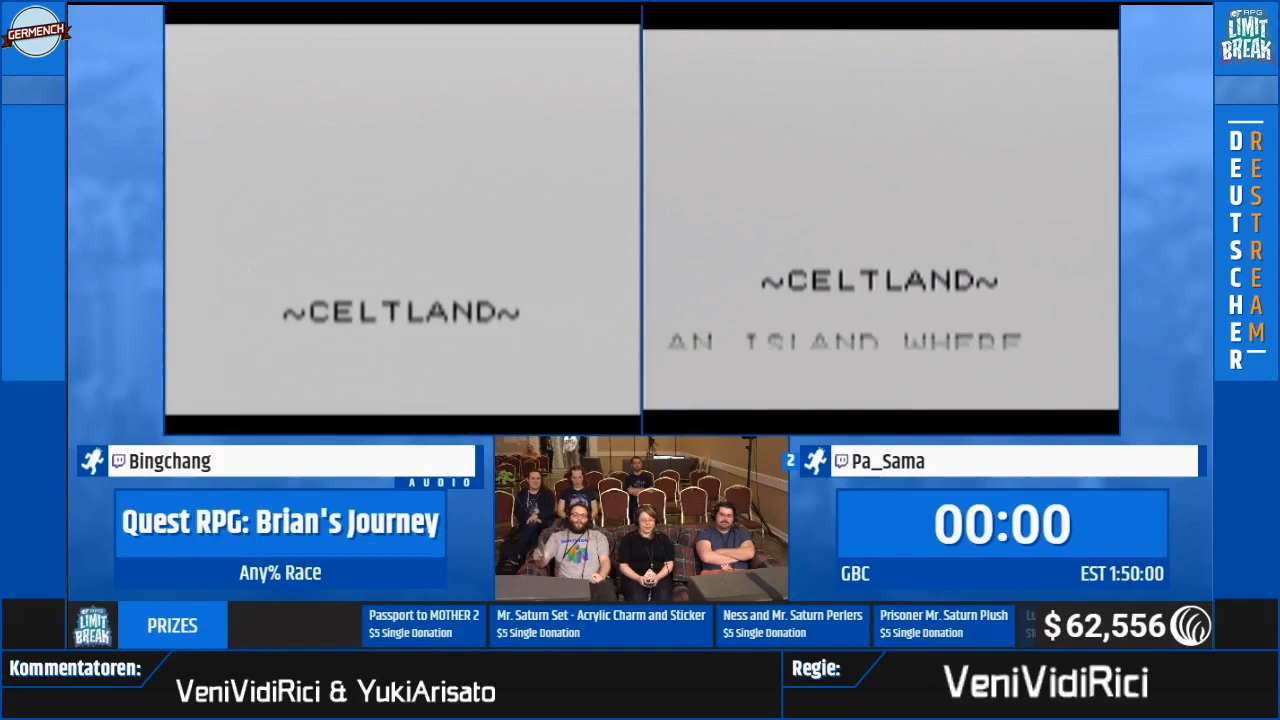 GERMENCH
RPG
LIMIT
BREAK
~CELTLAND~
~CELTLAND~
AN ISLAND WHERE
DEUTSCHER
RESTREAM
Bingchang
AUDIO
2
Pa_Sama
Quest RPG: Brian's Journey
Any% Race
00:00
GBC
EST 1:50:00
RPG
LIMIT
BREAK
PRIZES
Passport to MOTHER 2
$5 Single Donation
Mr. Saturn Set - Acrylic Charm and Sticker
$5 Single Donation
Ness and Mr. Saturn Perlers
$5 Single Donation
Prisoner Mr. Saturn Plush
$5 Single Donation
$62,556
Kommentatoren:
VeniVidiRici & YukiArisato
Regie:
VeniVidiRici